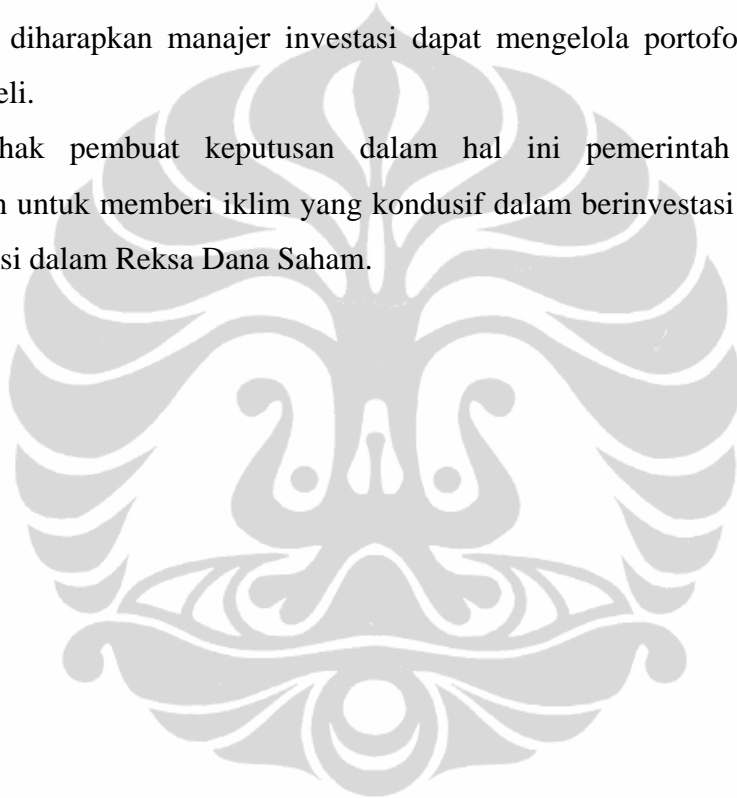 diharapkan manajer investasi dapat mengelola portofo
eli.
hak pembuat keputusan dalam hal ini pemerintah
n untuk memberi iklim yang kondusif dalam berinvestasi
si dalam Reksa Dana Saham.